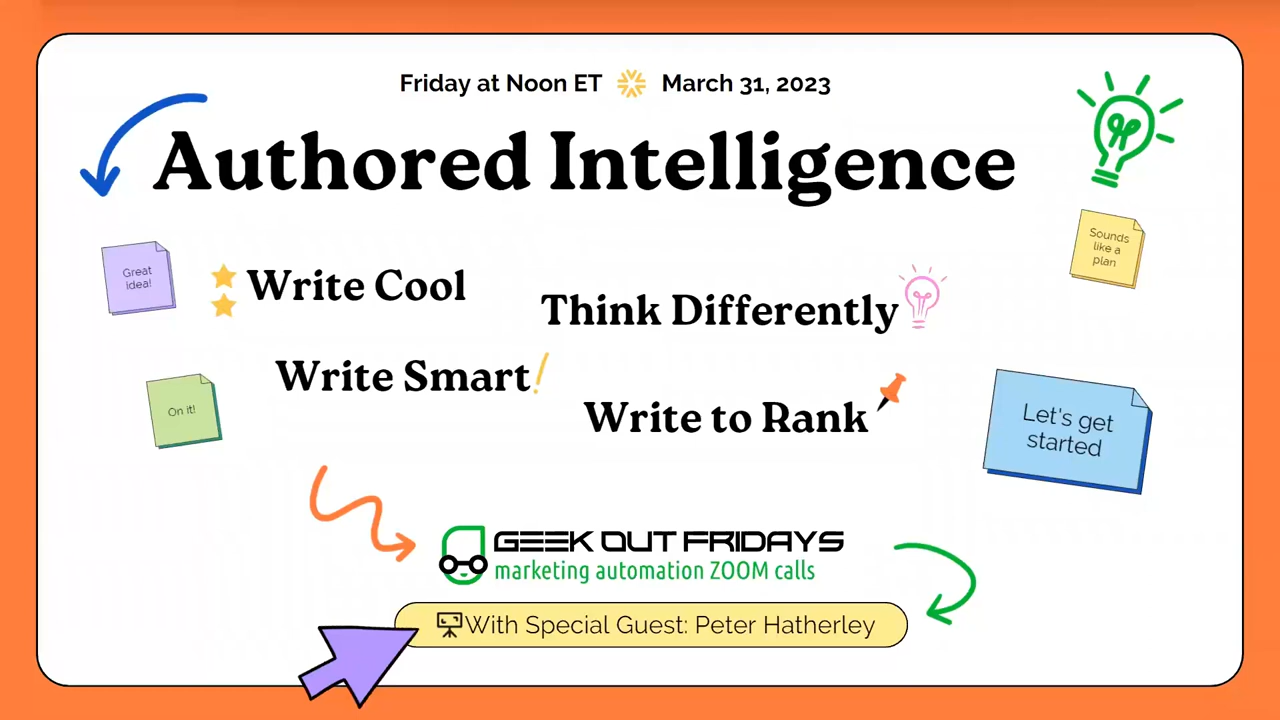 Friday at Noon ET March 31, 2023
Authored Intelligence
Great
idea!
Write Cool
Think Differently
Sounds
like a
plan
Write Smart!
Write to Rank
On it!
Let's get
started
GEEK OUT FRIDAYS
marketing automation ZOOM calls
With Special Guest: Peter Hatherley